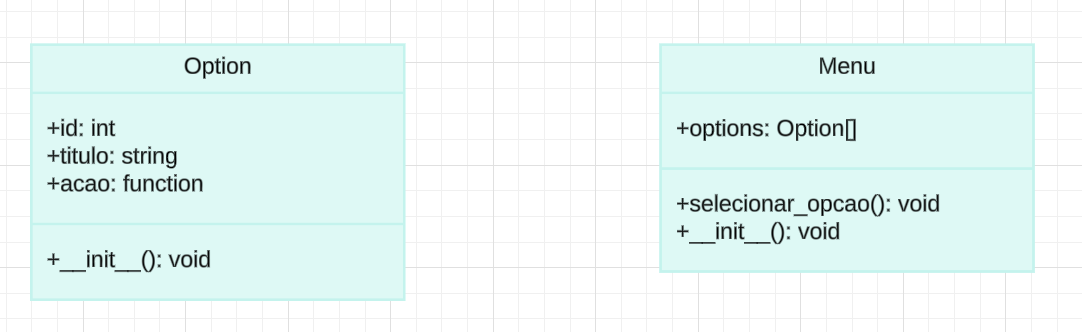 Option
+id: int
+titulo: string
+acao: function
+__init__(): void
Menu
+options: Option[]
+selecionar_opcao(): void
+__init__(): void